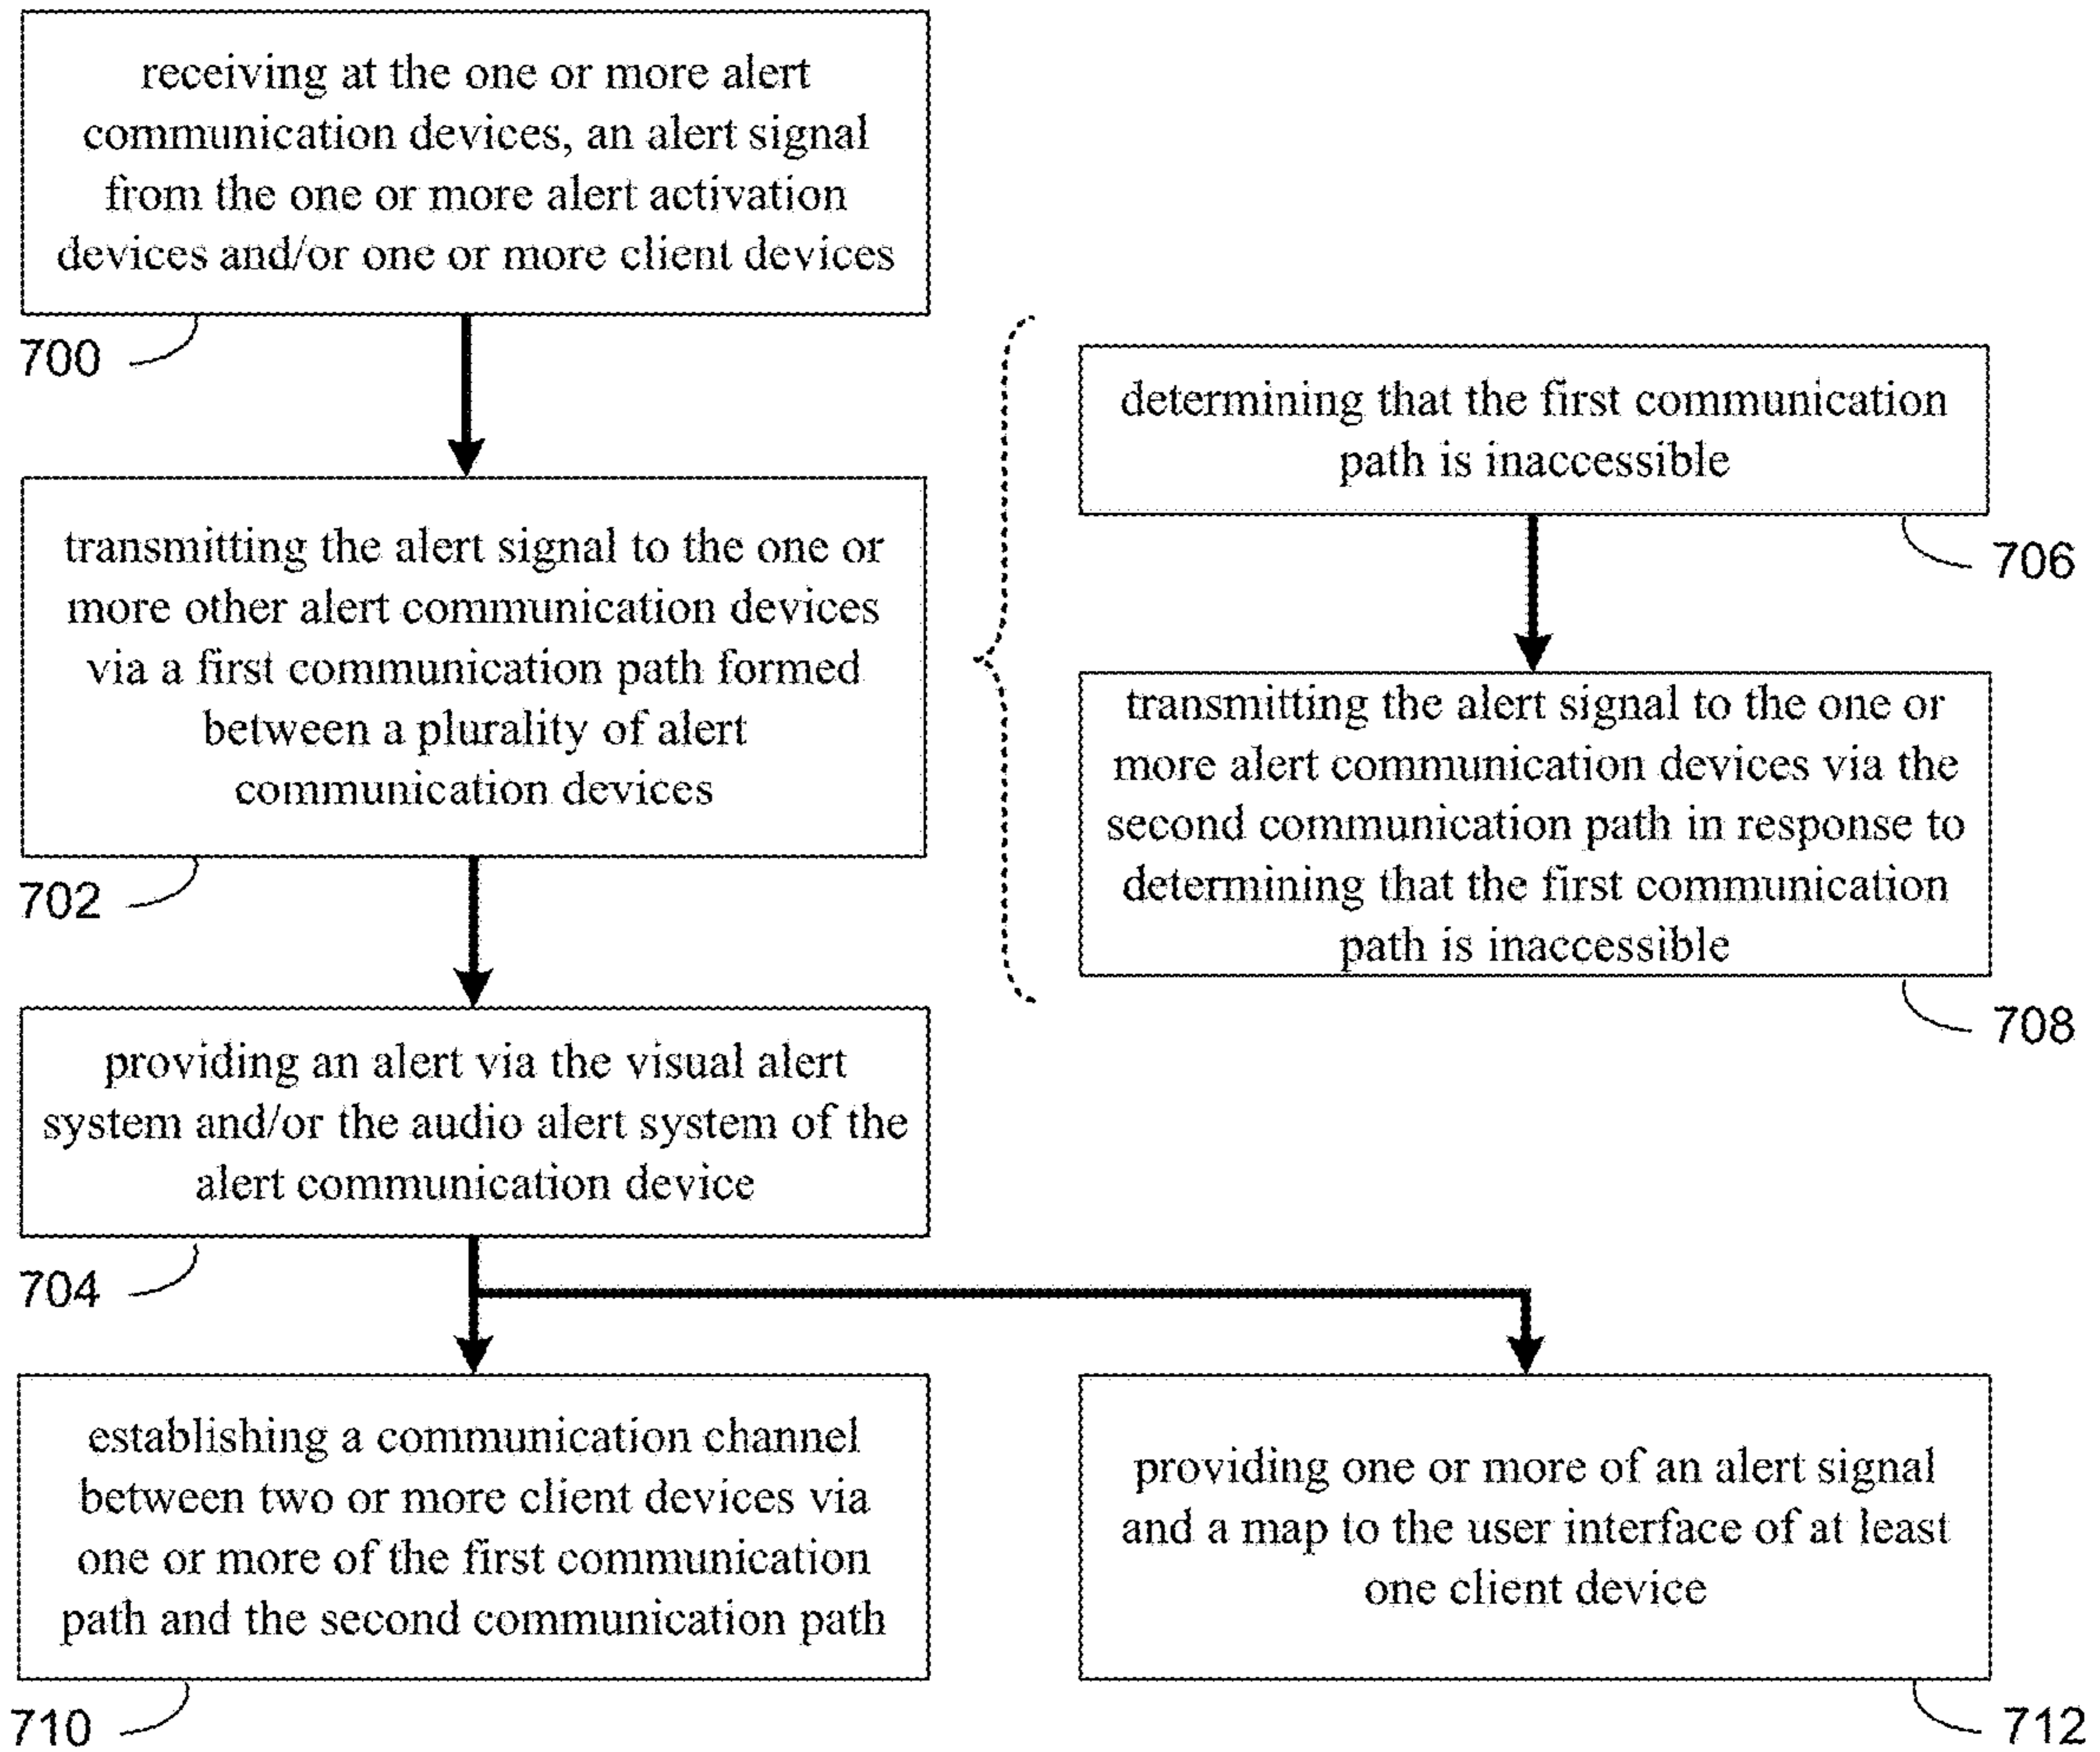 receiving at the one or more alert
communication devices, an alert signal
from the one or more alert activation
devices and/or one or more client devices
700
transmitting the alert signal to the one or
more other alert communication devices
via a first communication path formed
between a plurality of alert
communication devices
702
determining that the first communication
path is inaccessible
706
transmitting the alert signal to the one or
more alert communication devices via the
second communication path in response to
determining that the first communication
path is inaccessible
708
providing an alert via the visual alert
system and/or the audio alert system of the
alert communication device
704
establishing a communication channel
between two or more client devices via
one or more of the first communication
path and the second communication path
710
providing one or more of an alert signal
and a map to the user interface of at least
one client device
712